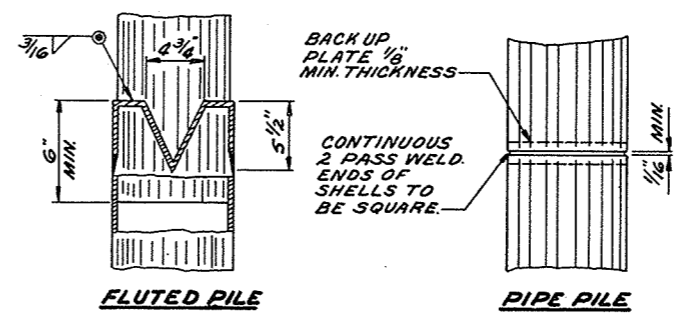 3/16
4 3/4"
6" MIN.
5 1/2"
FLUTED PILE
BACK UP
PLATE 1/8"
MIN. THICKNESS
CONTINUOUS
2 PASS WELD.
ENDS OF
SHELLS TO
BE SQUARE.
1/16" MIN.
PIPE PILE